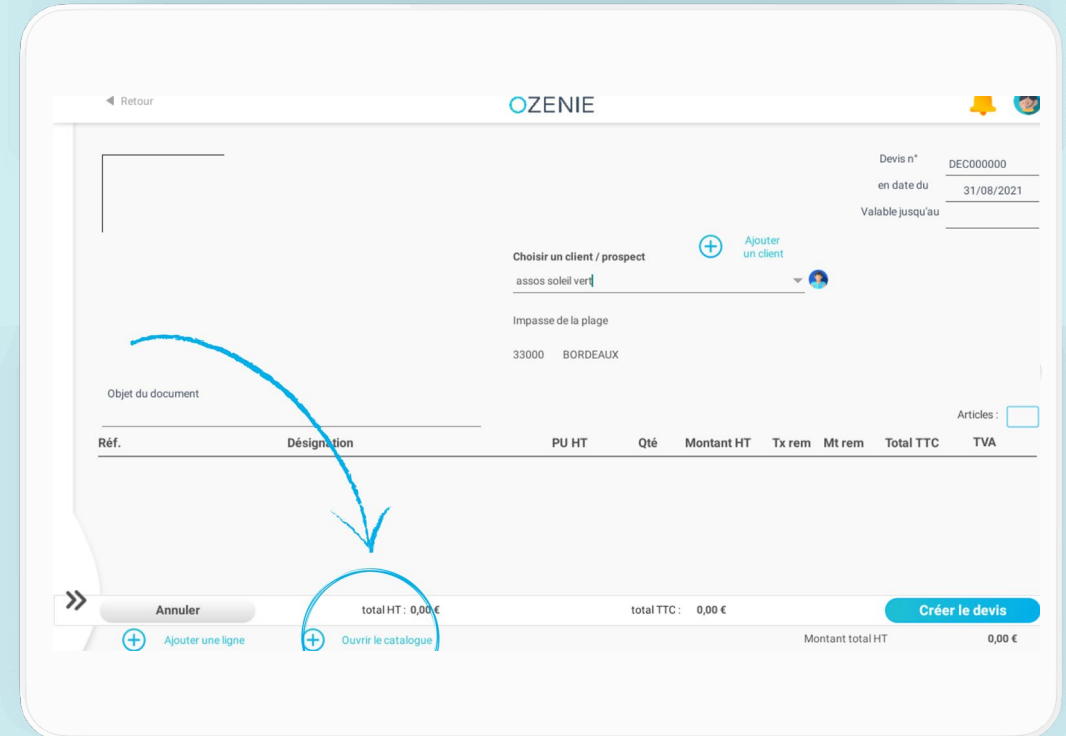 Retour
OZENIE
Devis n° DEC000000
en date du 31/08/2021
Valable jusqu'au
Ajouter
un client
Choisir un client / prospect
assos soleil vert
Impasse de la plage
33000 BORDEAUX
Objet du document
Articles :
Réf. Désignation PU HT Qté Montant HT Tx rem Mt rem Total TTC TVA
Annuler total HT : 0,00 € total TTC : 0,00 € Créer le devis
Ajouter une ligne Ouvrir le catalogue Montant total HT 0,00 €